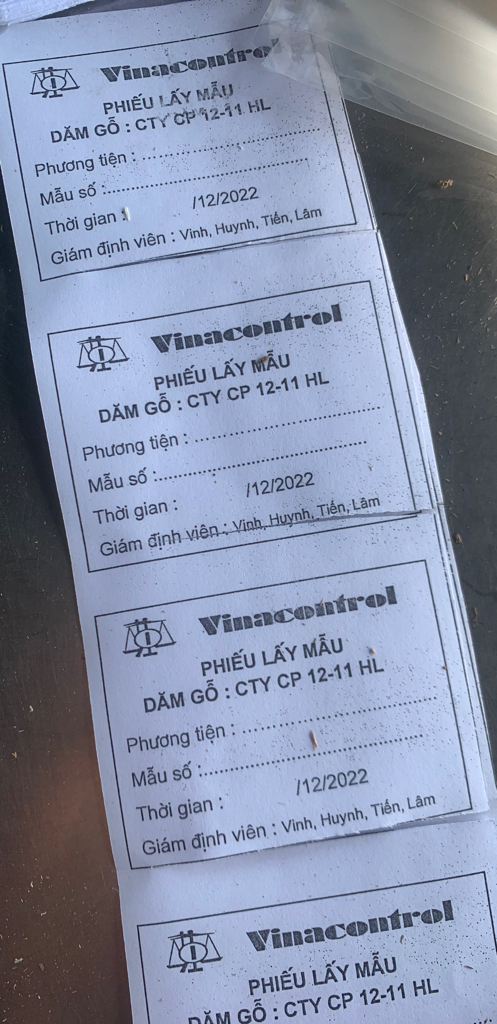 Vinacontrol
PHIẾU LẤY MẪU
DĂM GỖ : CTY CP 12-11 HL
Phương tiện : ................................
Mẫu số :.....................................
Thời gian : /12/2022
Giám định viên : Vinh, Huynh, Tiến, Lâm
Vinacontrol
PHIẾU LẤY MẪU
DĂM GỖ : CTY CP 12-11 HL
Phương tiện : ................................
Mẫu số :.....................................
Thời gian : /12/2022
Giám định viên : Vinh, Huynh, Tiến, Lâm
Vinacontrol
PHIẾU LẤY MẪU
DĂM GỖ : CTY CP 12-11 HL
Phương tiện : ................................
Mẫu số :.....................................
Thời gian : /12/2022
Giám định viên : Vinh, Huynh, Tiến, Lâm
Vinacontrol
PHIẾU LẤY MẪU
DĂM GỖ : CTY CP 12-11 HL